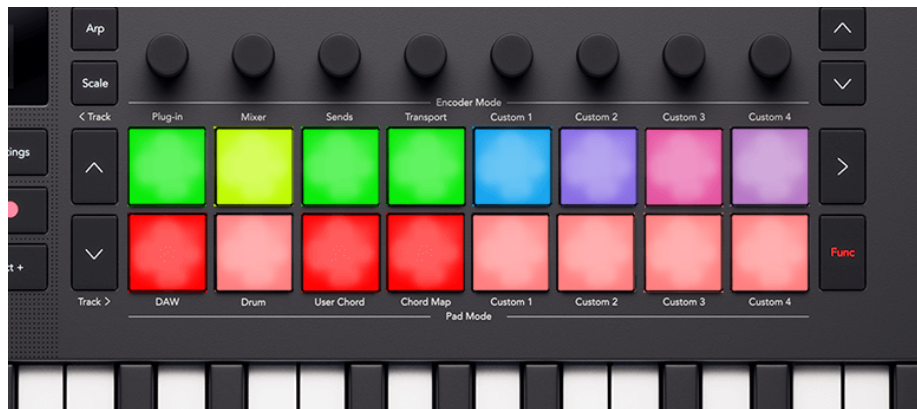 Arp
Scale
Encoder Mode
< Track Plug-in Mixer Sends Transport Custom 1 Custom 2 Custom 3 Custom 4
Func
Track > DAW Drum User Chord Chord Map Custom 1 Custom 2 Custom 3 Custom 4
Pad Mode